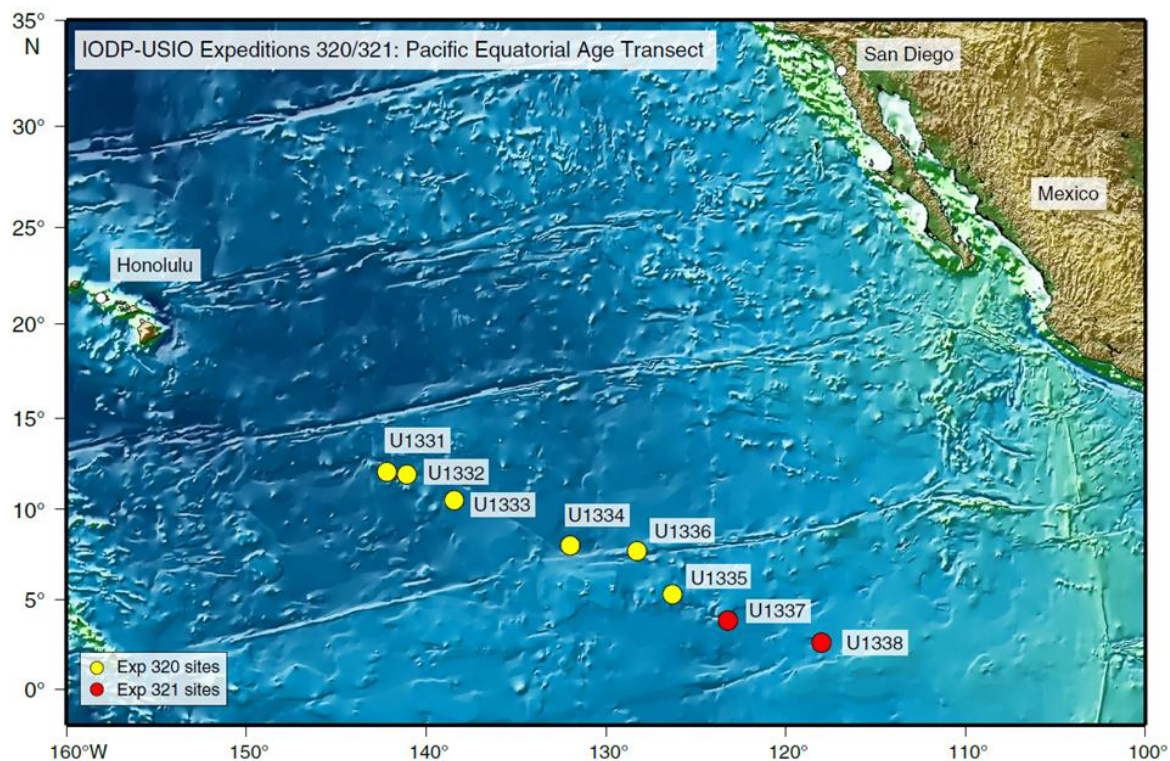 35°
N
IODP-USIO Expeditions 320/321: Pacific Equatorial Age Transect
San Diego
30°
Mexico
25°
Honolulu
20°
15°
U1331
U1332
10°
U1333
U1334
U1336
U1335
5°
U1337
U1338
Exp 320 sites
0°
Exp 321 sites
160°W 150° 140° 130° 120° 110° 100°